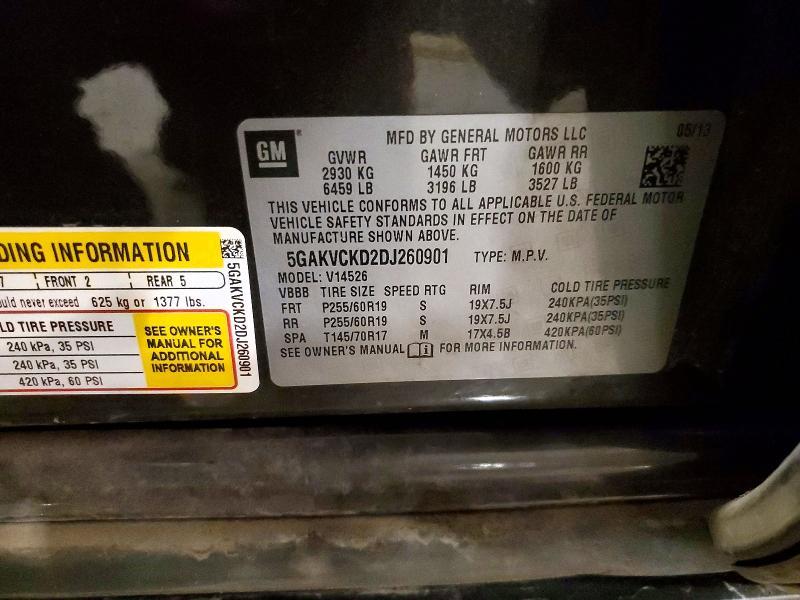 MFD BY GENERAL MOTORS LLC 05/13
GM ®
GVWR GAWR FRT GAWR RR
2930 KG 1450 KG 1600 KG
6459 LB 3196 LB 3527 LB
THIS VEHICLE CONFORMS TO ALL APPLICABLE U.S. FEDERAL MOTOR
VEHICLE SAFETY STANDARDS IN EFFECT ON THE DATE OF
MANUFACTURE SHOWN ABOVE.
5GAKVCKD2DJ260901 TYPE: M.P.V.
MODEL: V14526
VBBB TIRE SIZE SPEED RTG RIM COLD TIRE PRESSURE
FRT P255/60R19 S 19X7.5J 240KPA(35PSI)
RR P255/60R19 S 19X7.5J 240KPA(35PSI)
SPA T145/70R17 M 17X4.5B 420KPA(60PSI)
SEE OWNER'S MANUAL i FOR MORE INFORMATION.
DING INFORMATION
7 FRONT 2 REAR 5
ould never exceed 625 kg or 1377 lbs.
LD TIRE PRESSURE
240 kPa, 35 PSI
240 kPa, 35 PSI
420 kPa, 60 PSI
SEE OWNER'S
MANUAL FOR
ADDITIONAL
INFORMATION
5GAKVCKD2DJ260901